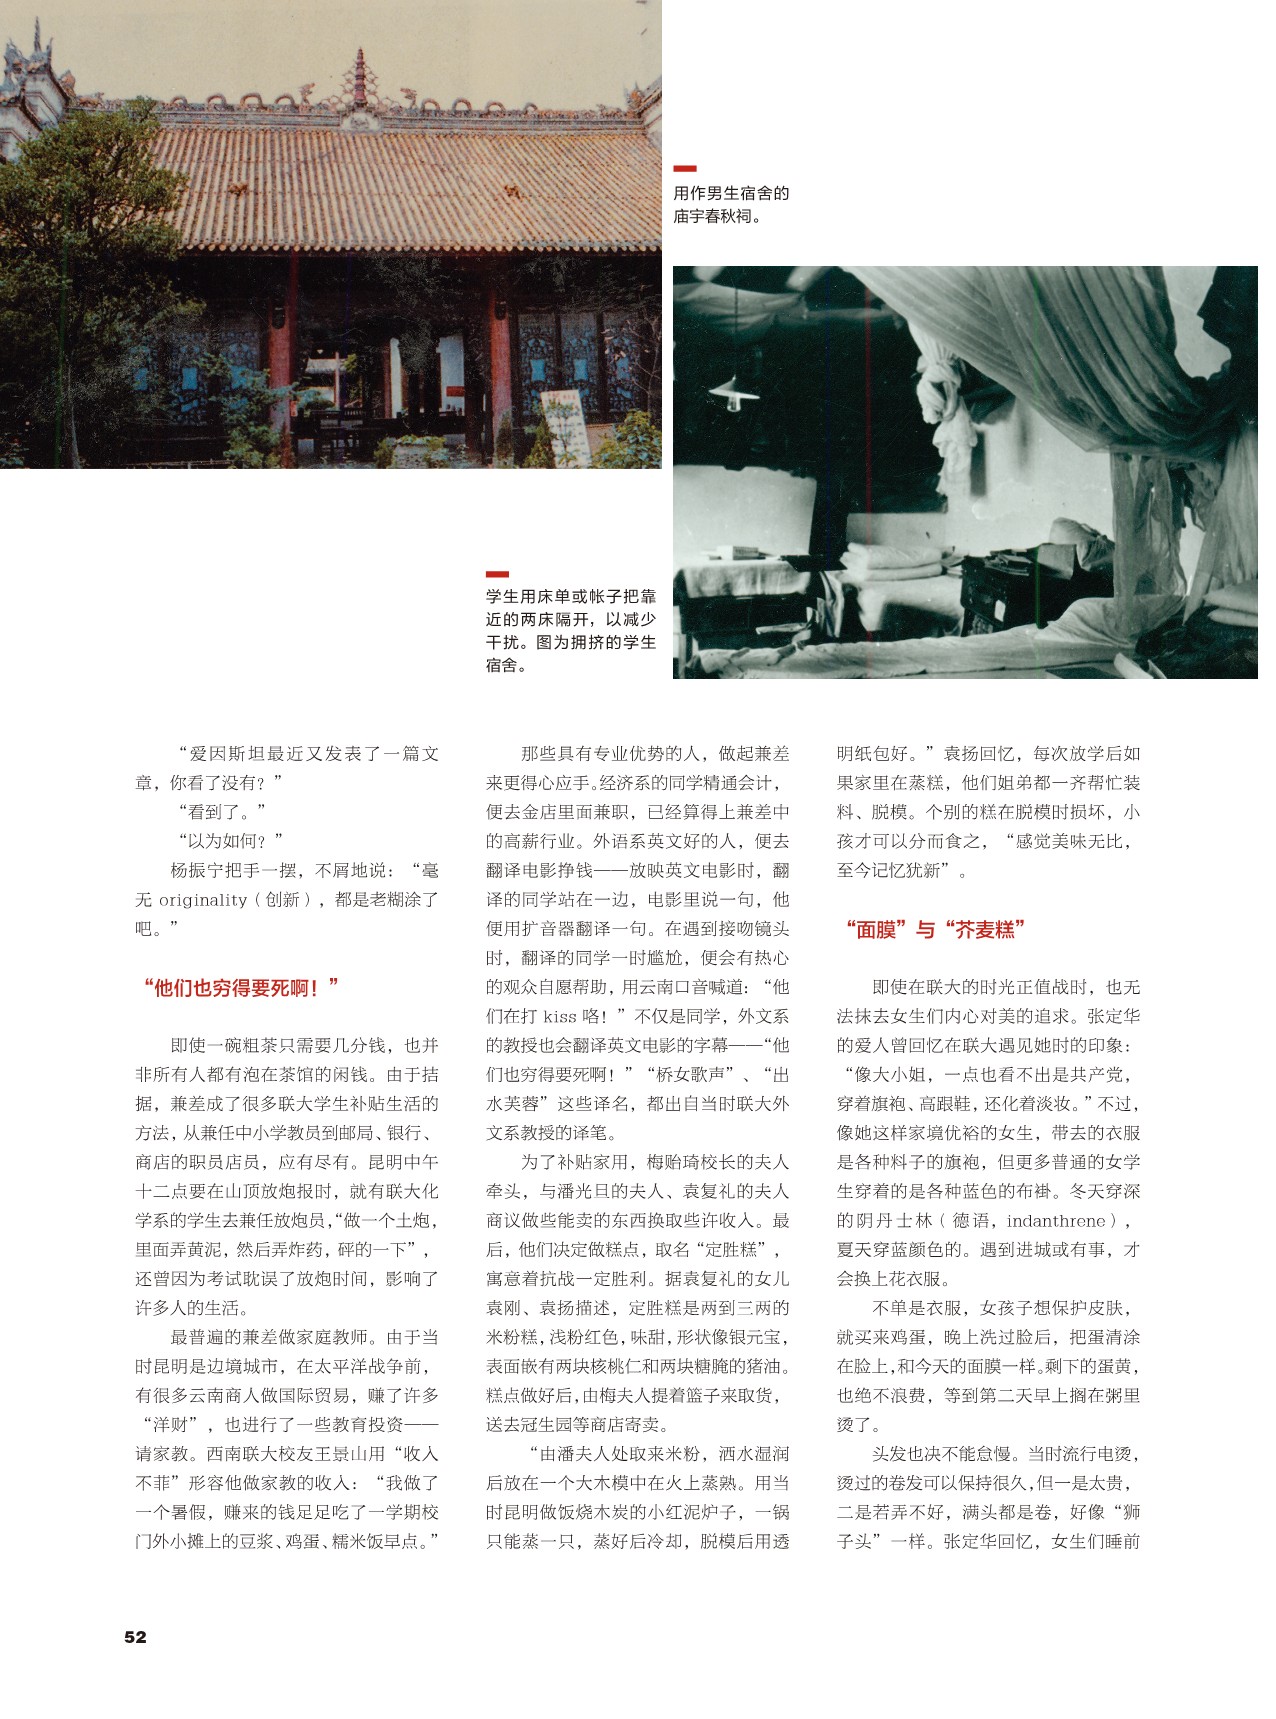 用作男生宿舍的
庙宇春秋祠。
学生用床单或帐子把靠
近的两床隔开，以减少
干扰。图为拥挤的学生
宿舍。
“爱因斯坦最近又发表了一篇文
章，你看了没有？”
“看到了。”
“以为如何？”
杨振宁把手一摆，不屑地说：“毫
无 originality（创新），都是老糊涂了
吧。”
“他们也穷得要死啊！”
即使一碗粗茶只需要几分钱，也并
非所有人都有泡在茶馆的闲钱。由于拮
据，兼差成了很多联大学生补贴生活的
方法，从兼任中小学教员到邮局、银行、
商店的职员店员，应有尽有。昆明中午
十二点要在山顶放炮报时，就有联大化
学系的学生去兼任放炮员，“做一个土炮，
里面弄黄泥，然后弄炸药，砰的一下”，
还曾因为考试耽误了放炮时间，影响了
许多人的生活。
最普遍的兼差做家庭教师。由于当
时昆明是边境城市，在太平洋战争前，
有很多云南商人做国际贸易，赚了许多
“洋财”，也进行了一些教育投资——
请家教。西南联大校友王景山用“收入
不菲”形容他做家教的收入：“我做了
一个暑假，赚来的钱足足吃了一学期校
门外小摊上的豆浆、鸡蛋、糯米饭早点。”
那些具有专业优势的人，做起兼差
来更得心应手。经济系的同学精通会计，
便去金店里面兼职，已经算得上兼差中
的高薪行业。外语系英文好的人，便去
翻译电影挣钱——放映英文电影时，翻
译的同学站在一边，电影里说一句，他
便用扩音器翻译一句。在遇到接吻镜头
时，翻译的同学一时尴尬，便会有热心
的观众自愿帮助，用云南口音喊道：“他
们在打 kiss 咯！”不仅是同学，外文系
的教授也会翻译英文电影的字幕——“他
们也穷得要死啊！”“桥女歌声”、“出
水芙蓉”这些译名，都出自当时联大外
文系教授的译笔。
为了补贴家用，梅贻琦校长的夫人
牵头，与潘光旦的夫人、袁复礼的夫人
商议做些能卖的东西换取些许收入。最
后，他们决定做糕点，取名“定胜糕”，
寓意着抗战一定胜利。据袁复礼的女儿
袁刚、袁扬描述，定胜糕是两到三两的
米粉糕，浅粉红色，味甜，形状像银元宝，
表面嵌有两块核桃仁和两块糖腌的猪油。
糕点做好后，由梅夫人提着篮子来取货，
送去冠生园等商店寄卖。
“由潘夫人处取来米粉，洒水湿润
后放在一个大木模中在火上蒸熟。用当
时昆明做饭烧木炭的小红泥炉子，一锅
只能蒸一只，蒸好后冷却，脱模后用透
明纸包好。”袁扬回忆，每次放学后如
果家里在蒸糕，他们姐弟都一齐帮忙装
料、脱模。个别的糕在脱模时损坏，小
孩才可以分而食之，“感觉美味无比，
至今记忆犹新”。
“面膜”与“荞麦糕”
即使在联大的时光正值战时，也无
法抹去女生们内心对美的追求。张定华
的爱人曾回忆在联大遇见她时的印象：
“像大小姐，一点也看不出是共产党，
穿着旗袍、高跟鞋，还化着淡妆。”不过，
像她这样家境优裕的女生，带去的衣服
是各种料子的旗袍，但更多普通的女学
生穿着的是各种蓝色的布褂。冬天穿深
的阴丹士林（德语，indanthrene），
夏天穿蓝颜色的。遇到进城或有事，才
会换上花衣服。
不单是衣服，女孩子想保护皮肤，
就买来鸡蛋，晚上洗过脸后，把蛋清涂
在脸上，和今天的面膜一样。剩下的蛋黄，
也绝不浪费，等到第二天早上搁在粥里
烫了。
头发也决不能怠慢。当时流行电烫，
烫过的卷发可以保持很久，但一是太贵，
二是若弄不好，满头都是卷，好像“狮
子头”一样。张定华回忆，女生们睡前
52